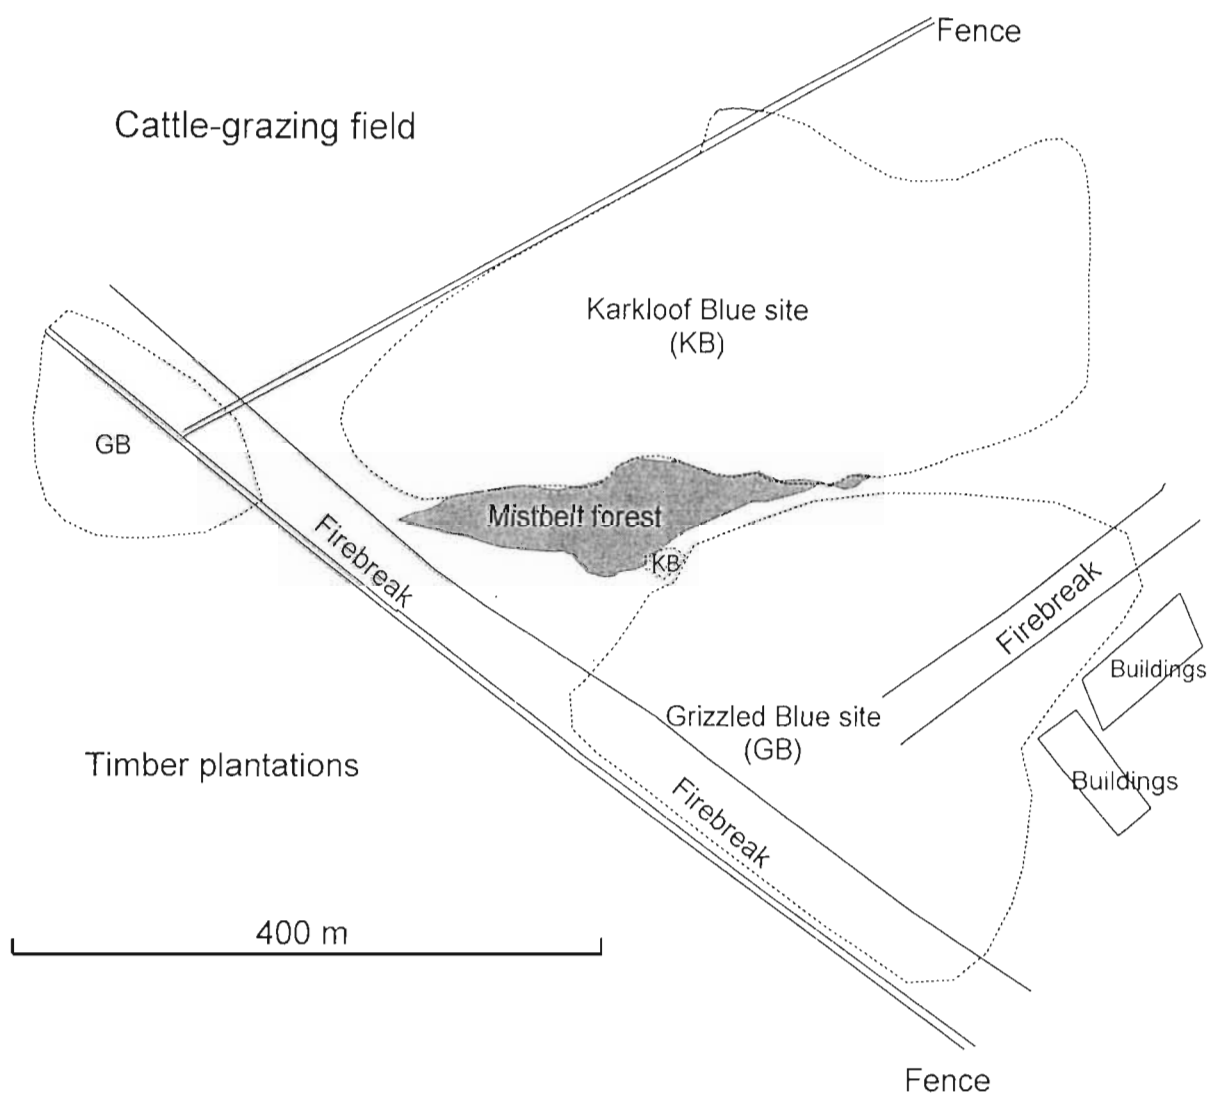 Fence
Cattle-grazing field
Karkloof Blue site
(KB)
GB
Mistbelt forest
Firebreak
KB
Firebreak
Buildings
Grizzled Blue site
(GB)
Timber plantations
Buildings
Firebreak
400 m
Fence